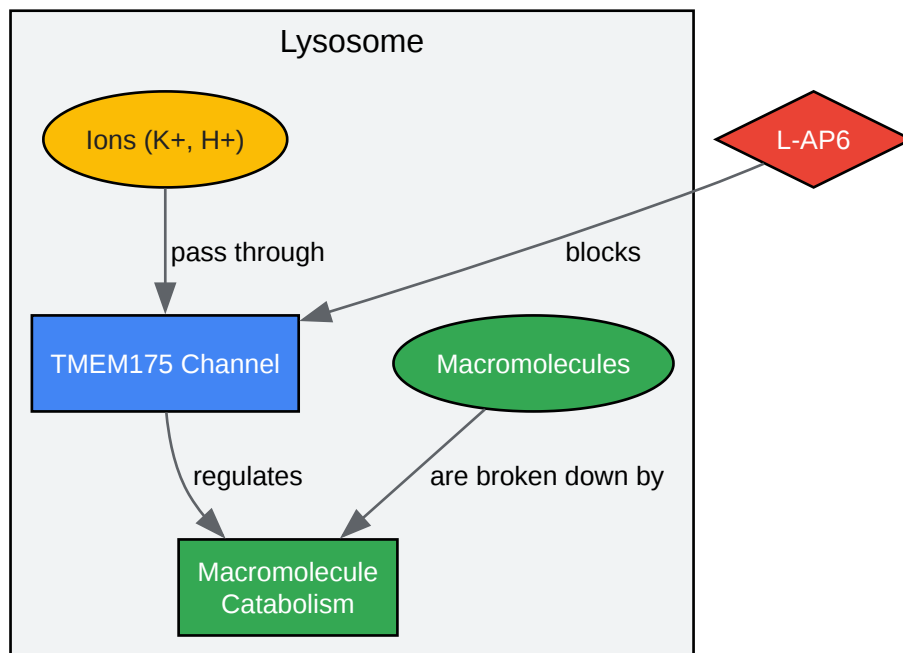 Lysosome
Ions (K+, H+)
L-AP6
pass through
blocks
TMEM175 Channel
Macromolecules
regulates
are broken down by
Macromolecule
Catabolism